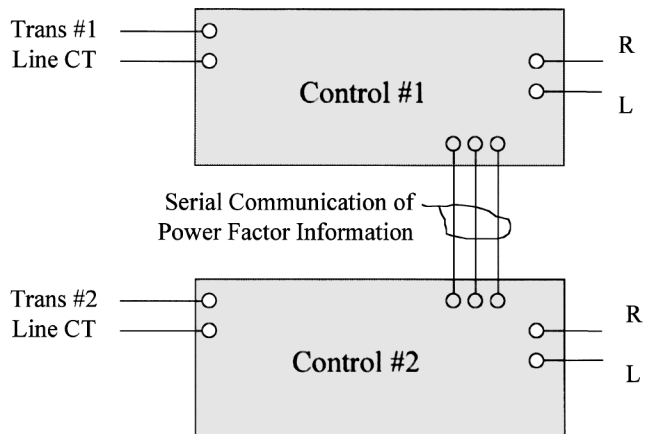 Trans #1
Line CT
Control #1
R
L
Serial Communication of
Power Factor Information
Trans #2
Line CT
Control #2
R
L